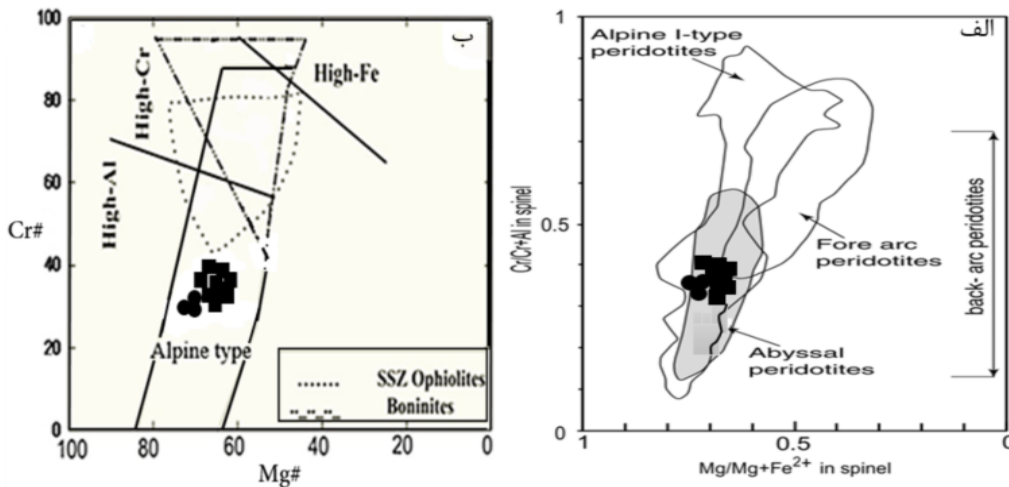 ب
100
80
60
40
20
0
Cr#
High-Al
High-Cr
High-Fe
Alpine type
SSZ Ophiolites
Boninites
100
80
60
40
20
0
Mg#
الف
1
0.5
0
Cr/Cr+Al in spinel
Alpine I-type
peridotites
Fore arc
peridotites
Abyssal
peridotites
back- arc peridotites
1
0.5
0
Mg/Mg+Fe²⁺ in spinel